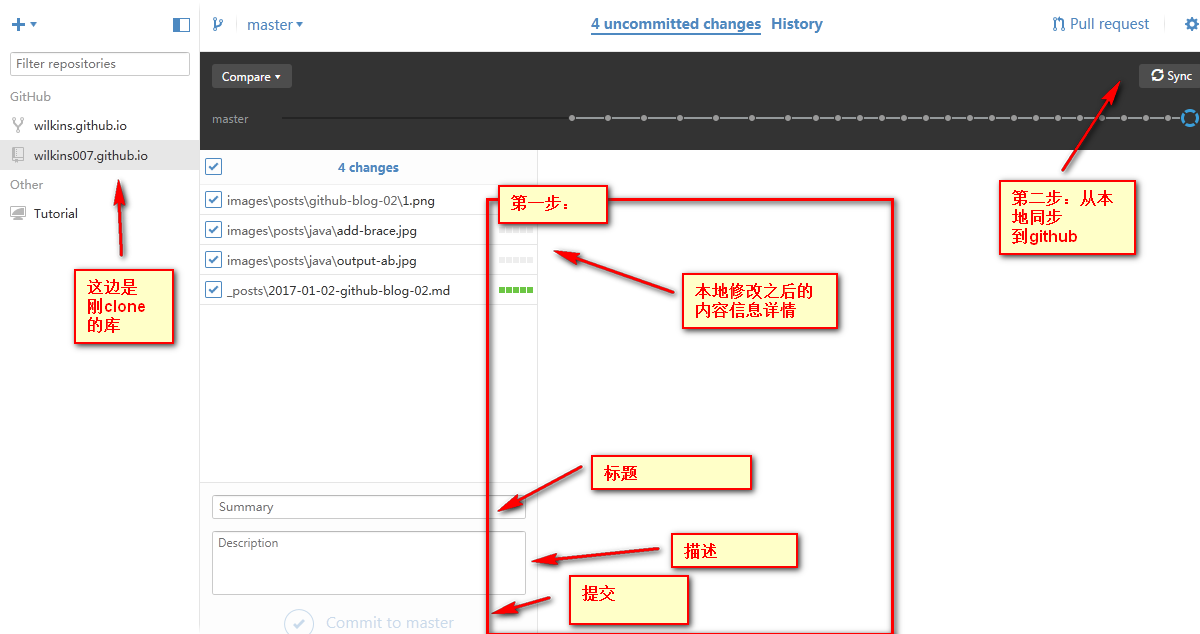 master
4 uncommitted changes
History
Pull request
Filter repositories
GitHub
wilkins.github.io
wilkins007.github.io
Other
Tutorial
这边是
刚clone
的库
Compare
Sync
master
4 changes
images\posts\github-blog-02\1.png
images\posts\java\add-brace.jpg
images\posts\java\output-ab.jpg
_posts\2017-01-02-github-blog-02.md
第一步：
本地修改之后的
内容信息详情
第二步：从本
地同步
到github
标题
Summary
描述
Description
提交
Commit to master